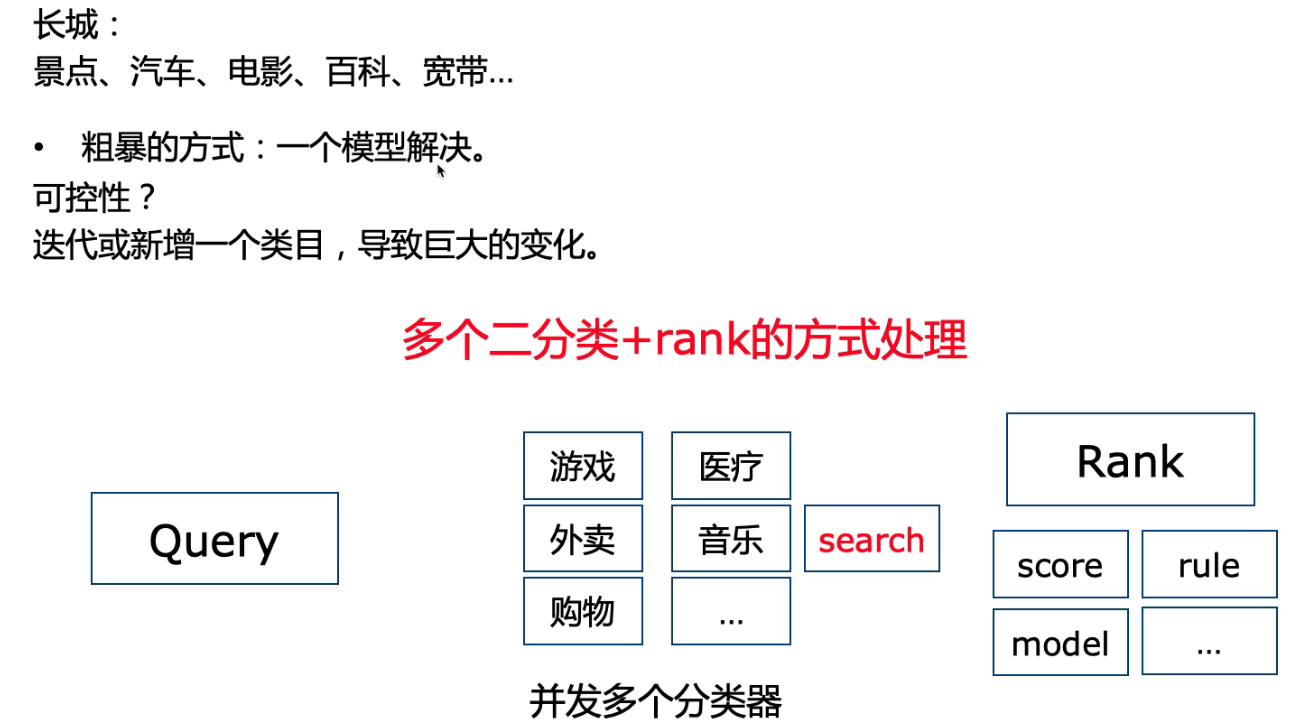 长城：
景点、汽车、电影、百科、宽带...
• 粗暴的方式：一个模型解决。
可控性？
迭代或新增一个类目，导致巨大的变化。
多个二分类+rank的方式处理
Query
游戏
医疗
外卖
音乐
search
购物
...
并发多个分类器
Rank
score
rule
model
...